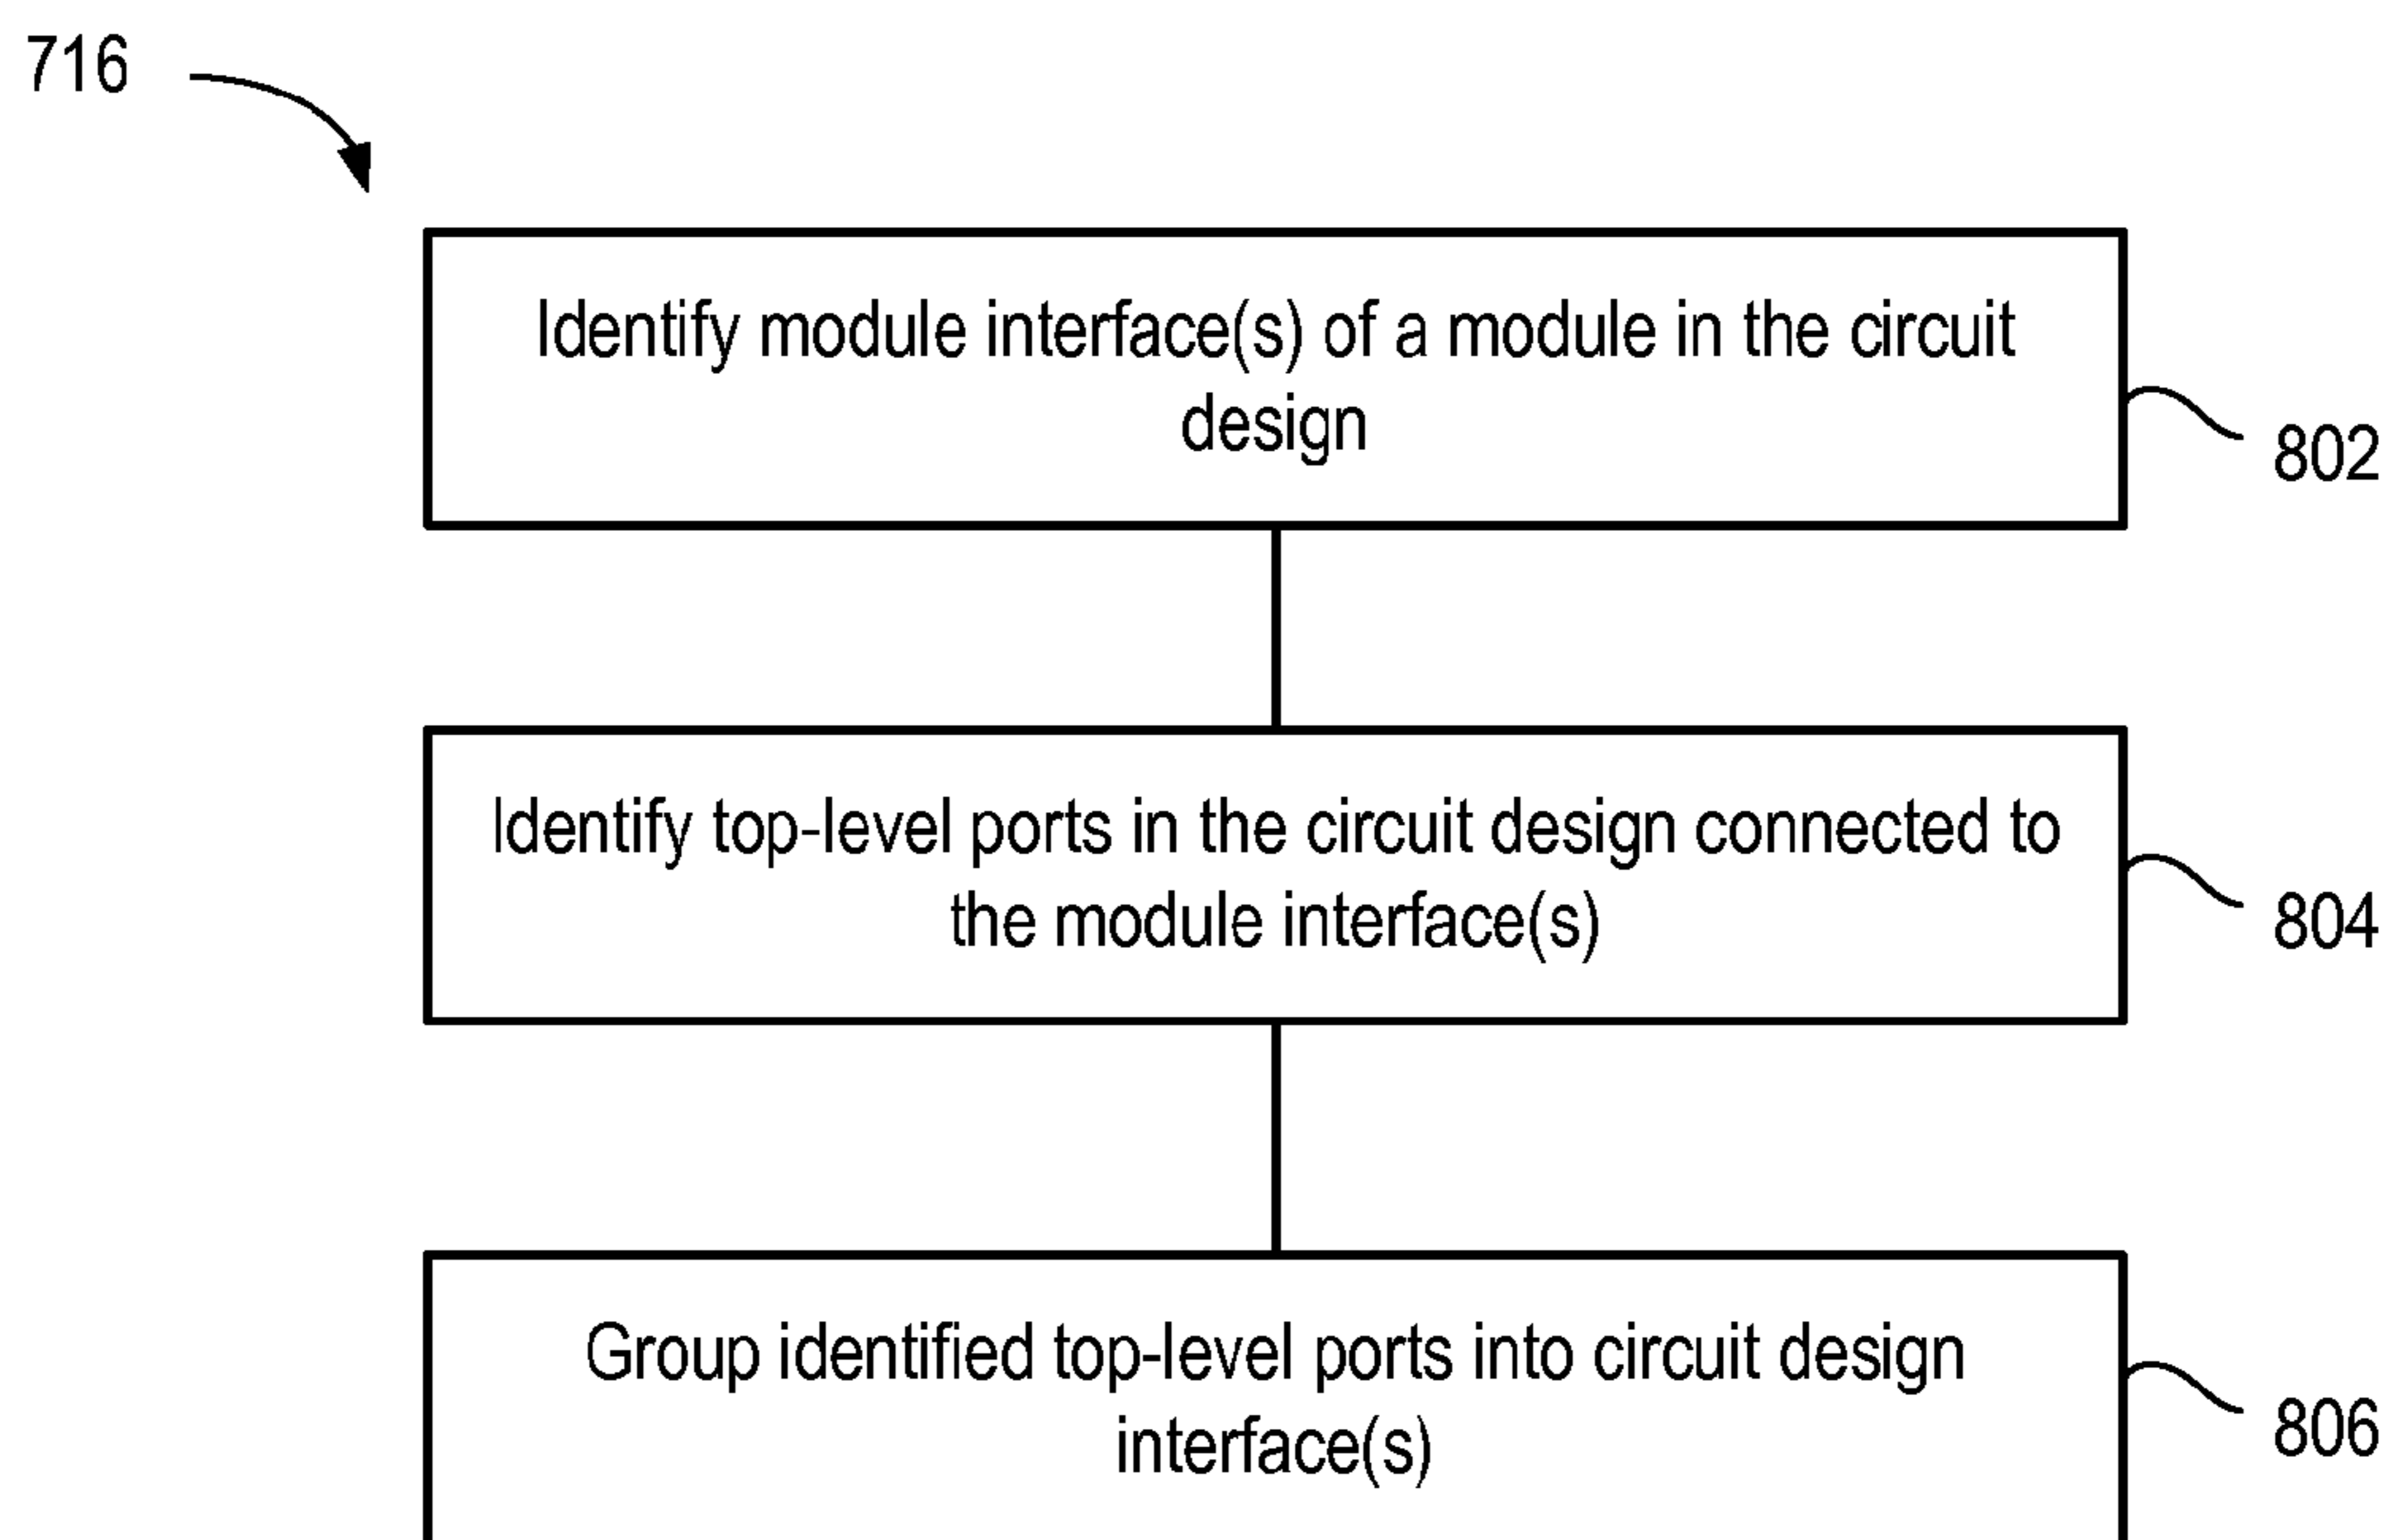 716
Identify module interface(s) of a module in the circuit
design
802
Identify top-level ports in the circuit design connected to
the module interface(s)
804
Group identified top-level ports into circuit design
interface(s)
806